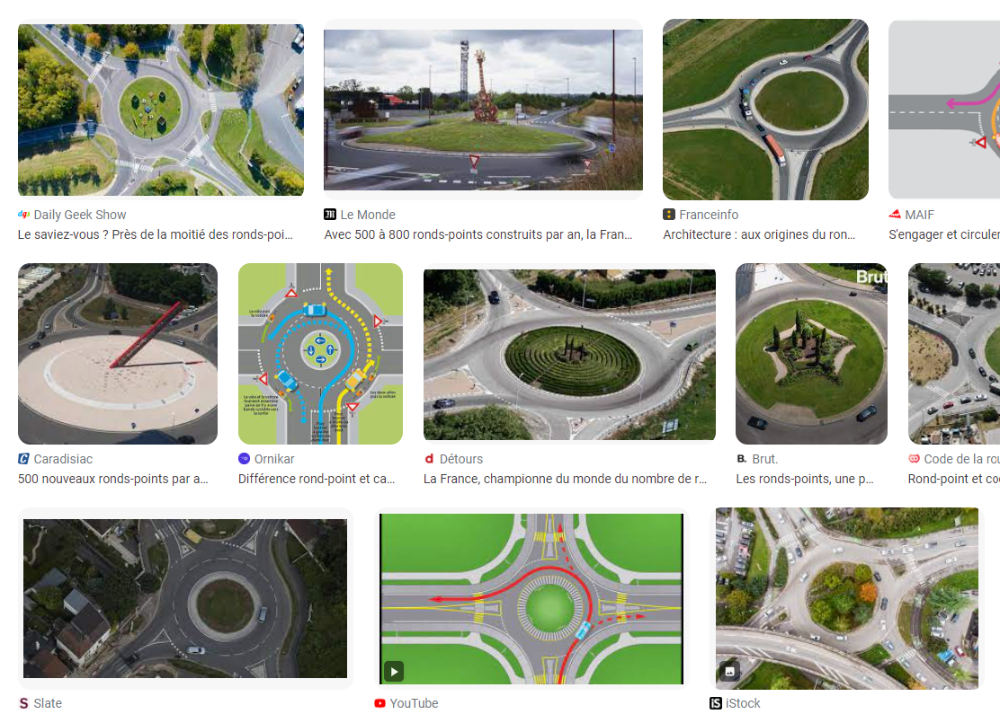 Daily Geek Show
Le Monde
Franceinfo
MAIF
Le saviez-vous ? Près de la moitié des ronds-poi...
Avec 500 à 800 ronds-points construits par an, la Fran...
Architecture : aux origines du ron...
S'engager et circuler
Brut
Caradisiac
Ornikar
Détours
Brut.
Code de la rou
500 nouveaux ronds-points par a...
Différence rond-point et ca...
La France, championne du monde du nombre de r...
Les ronds-points, une p...
Rond-point et co
Slate
YouTube
iStock